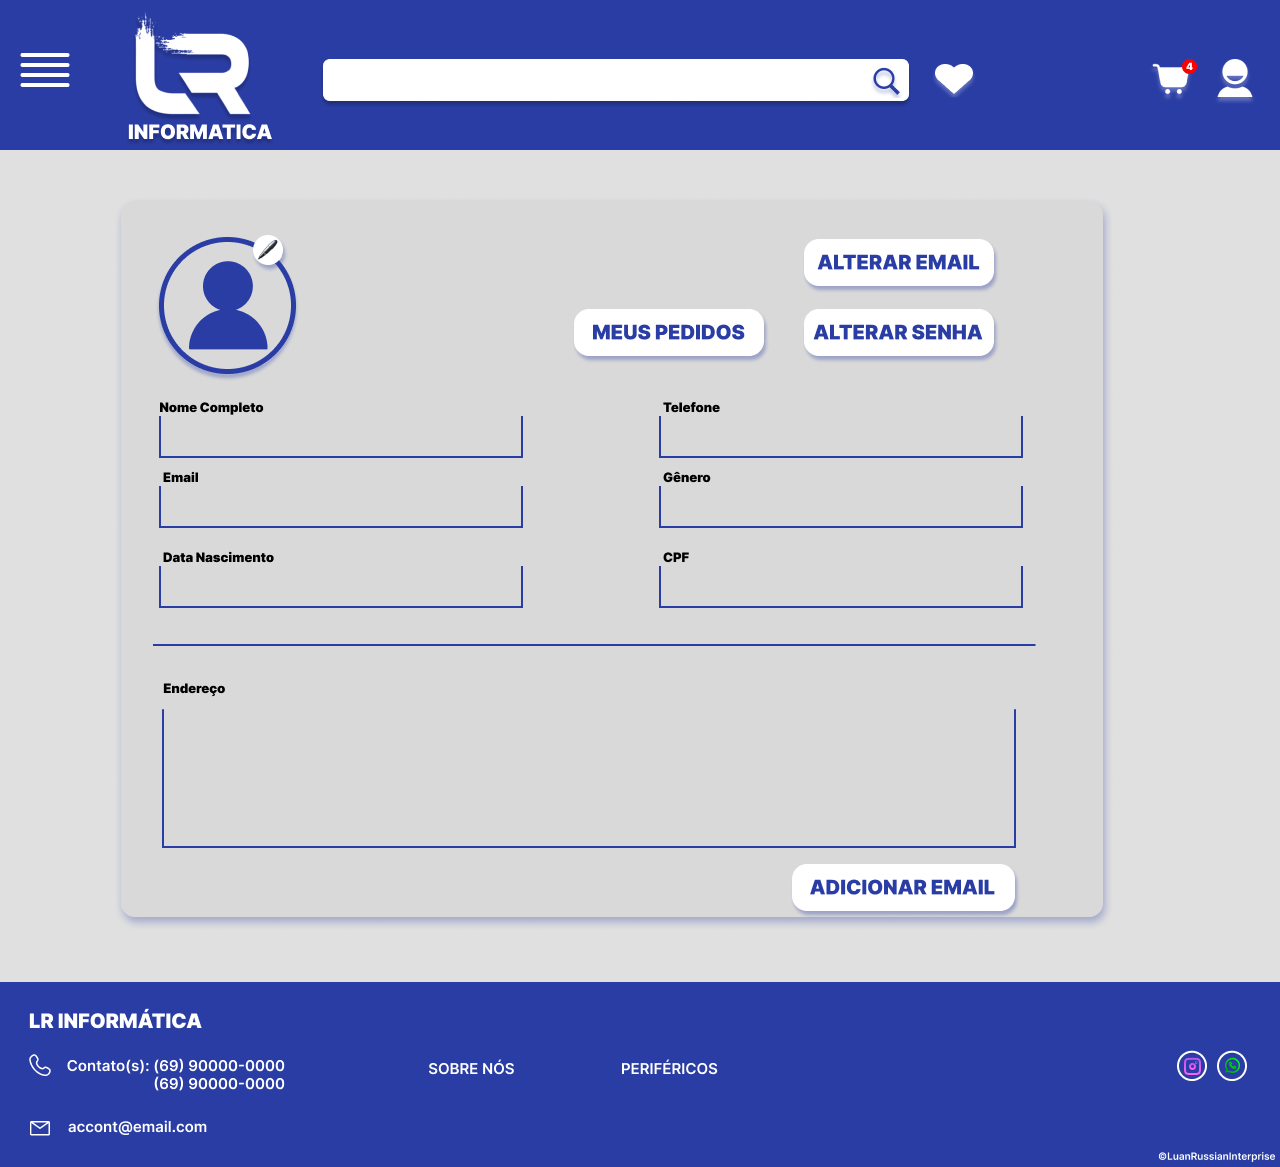 LR
INFORMATICA
4
ALTERAR EMAIL
MEUS PEDIDOS
ALTERAR SENHA
Nome Completo
Telefone
Email
Gênero
Data Nascimento
CPF
Endereço
ADICIONAR EMAIL
LR INFORMÁTICA
Contato(s): (69) 90000-0000
(69) 90000-0000
SOBRE NÓS
PERIFÉRICOS
accont@email.com
©LuanRussianInterprise